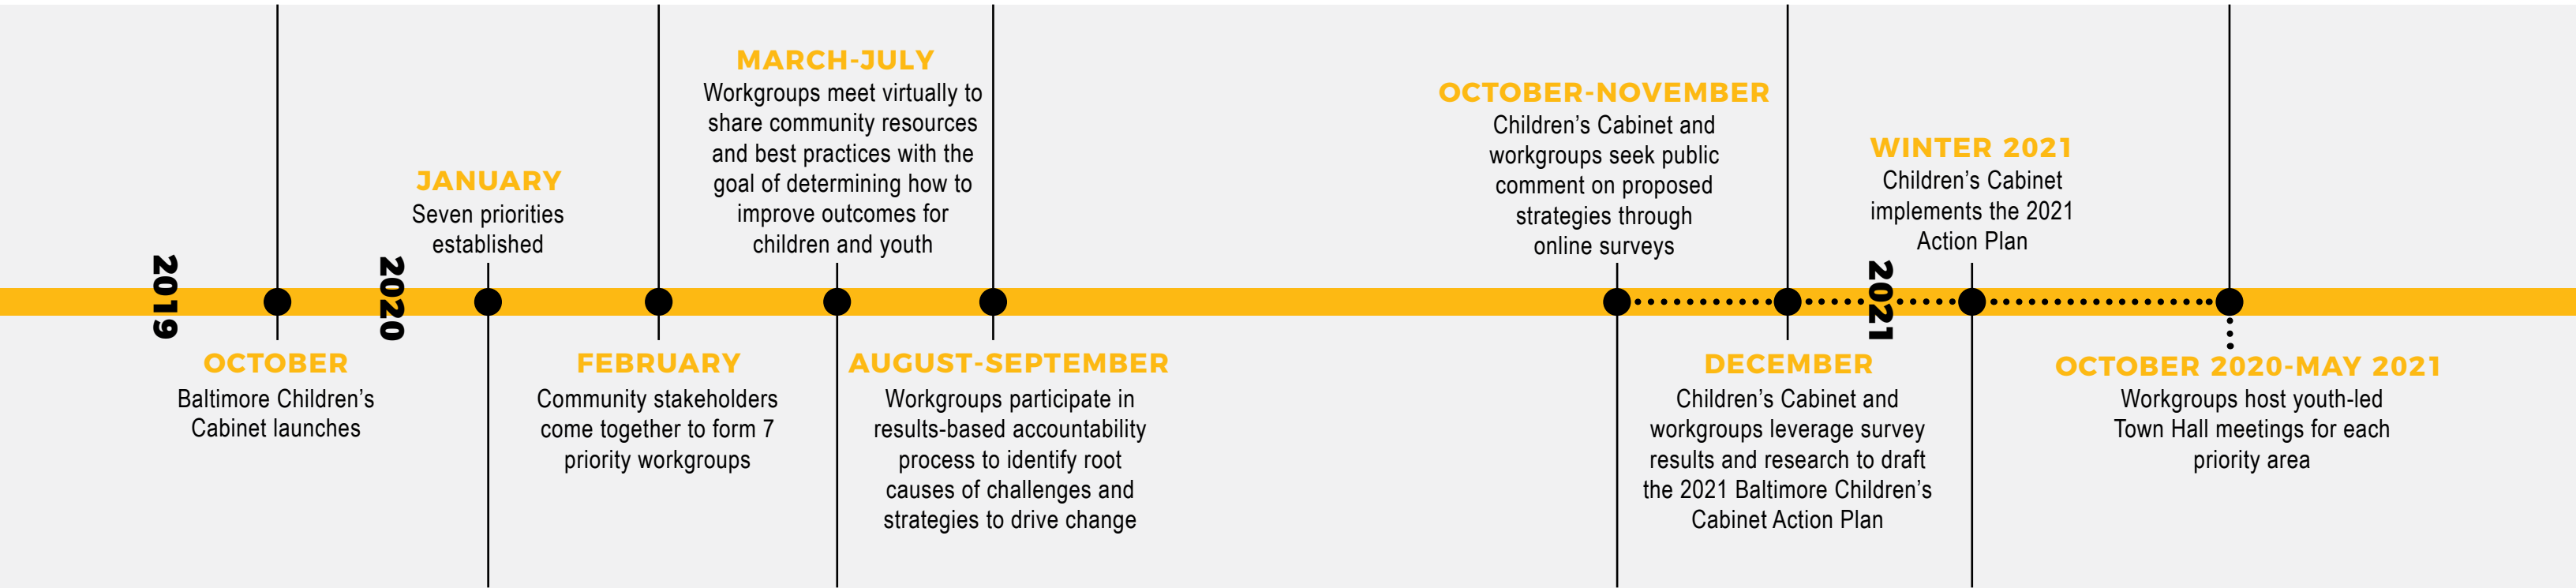 2019
OCTOBER
Baltimore Children’s
Cabinet launches
2020
JANUARY
Seven priorities
established
FEBRUARY
Community stakeholders
come together to form 7
priority workgroups
MARCH-JULY
Workgroups meet virtually to
share community resources
and best practices with the
goal of determining how to
improve outcomes for
children and youth
AUGUST-SEPTEMBER
Workgroups participate in
results-based accountability
process to identify root
causes of challenges and
strategies to drive change
OCTOBER-NOVEMBER
Children’s Cabinet and
workgroups seek public
comment on proposed
strategies through
online surveys
DECEMBER
Children’s Cabinet and
workgroups leverage survey
results and research to draft
the 2021 Baltimore Children’s
Cabinet Action Plan
2021
WINTER 2021
Children’s Cabinet
implements the 2021
Action Plan
OCTOBER 2020-MAY 2021
Workgroups host youth-led
Town Hall meetings for each
priority area